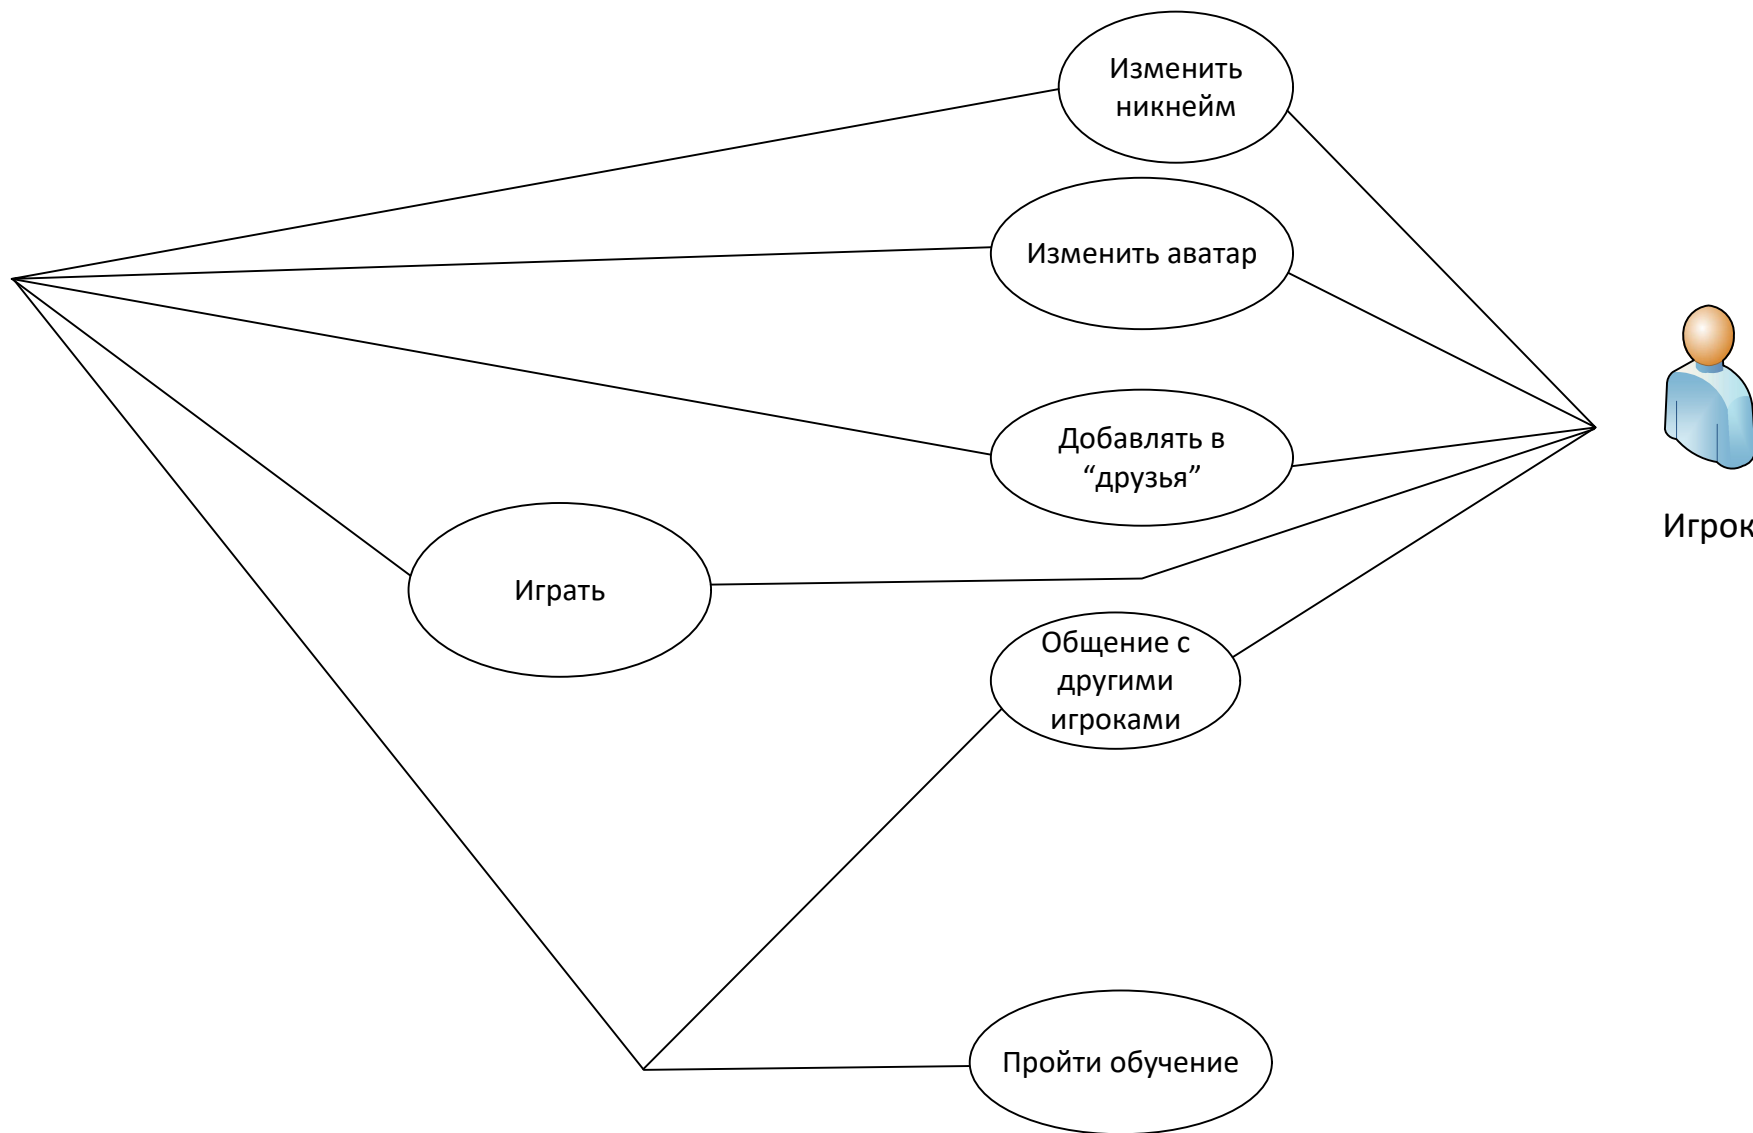 Изменить
никнейм
Изменить аватар
Добавлять в
“друзья”
Игрок
Играть
Общение с
другими
игроками
Пройти обучение